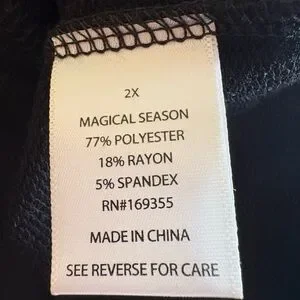 2X
MAGICAL SEASON
77% POLYESTER
18% RAYON
5% SPANDEX
RN#169355
MADE IN CHINA
SEE REVERSE FOR CARE